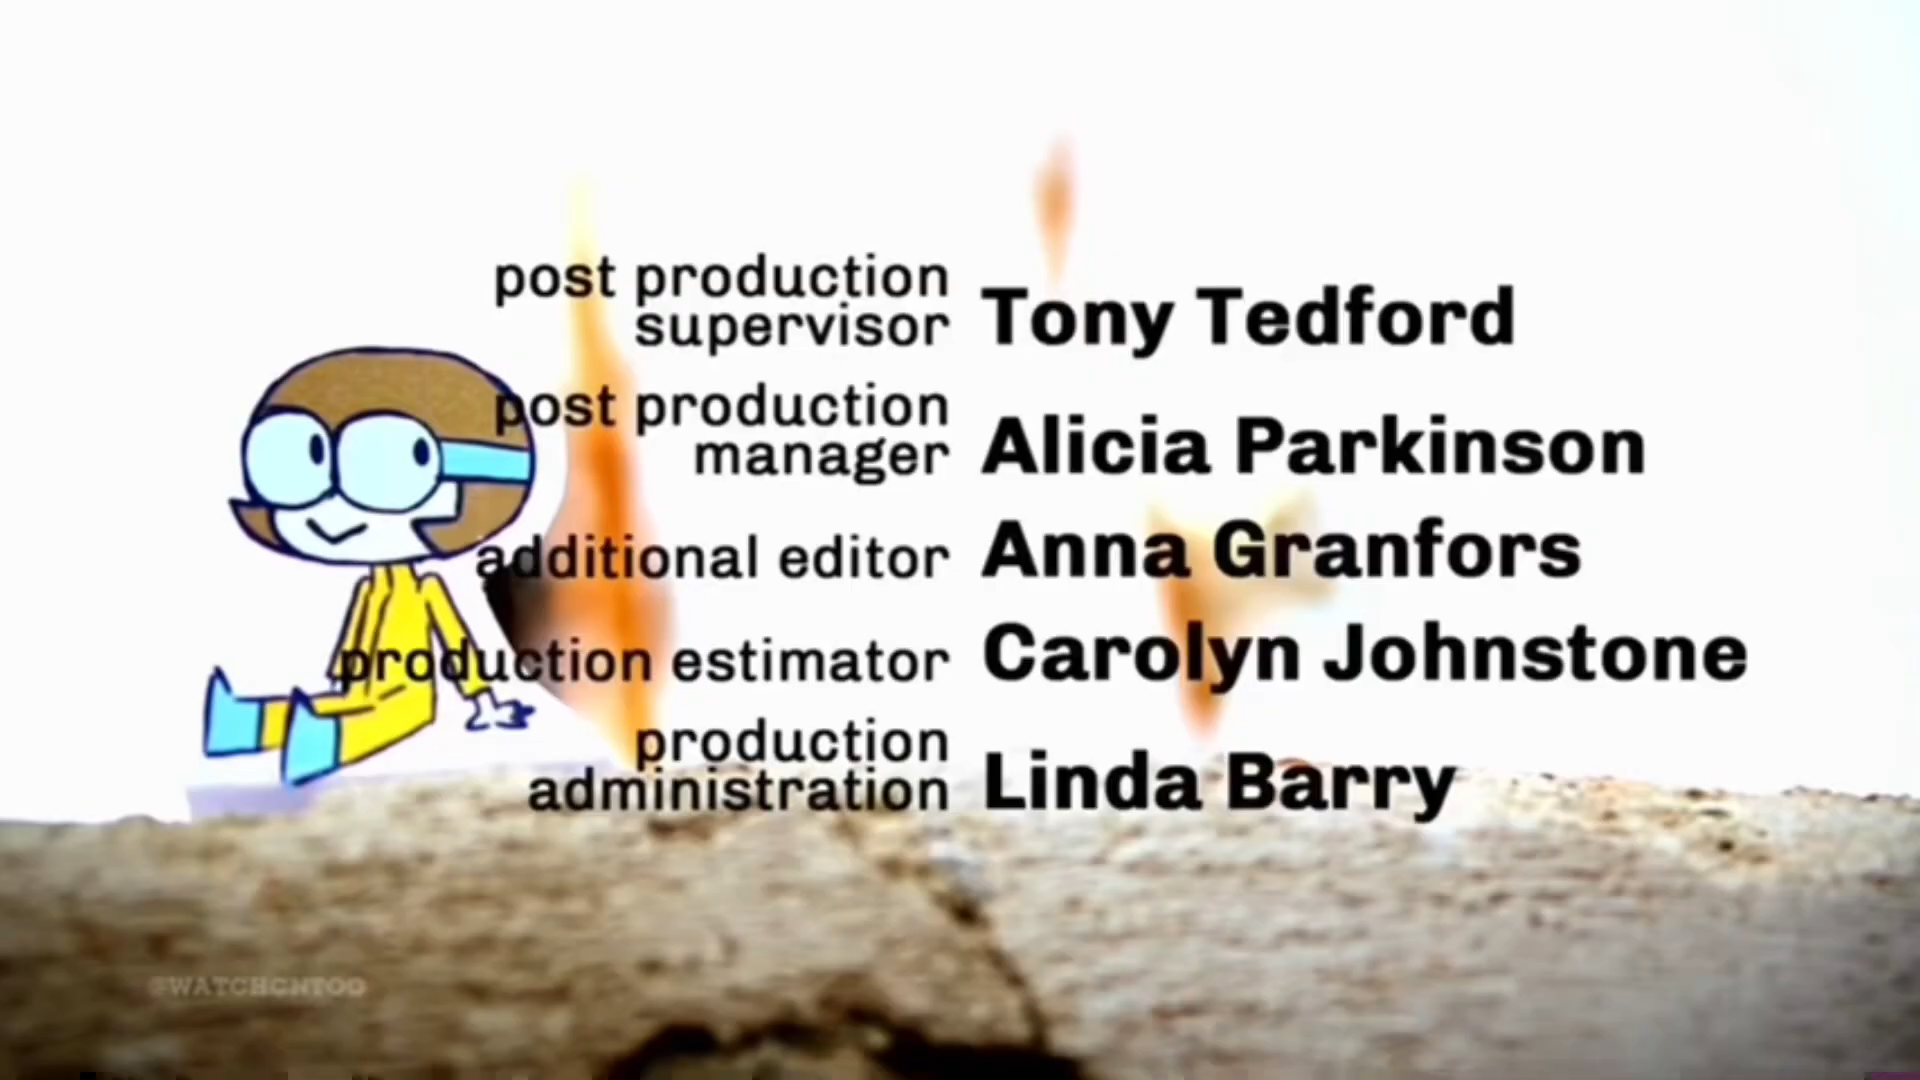 post production
supervisor Tony Tedford
post production
manager Alicia Parkinson
additional editor Anna Granfors
production estimator Carolyn Johnstone
production
administration Linda Barry
@WATCHCNTOO